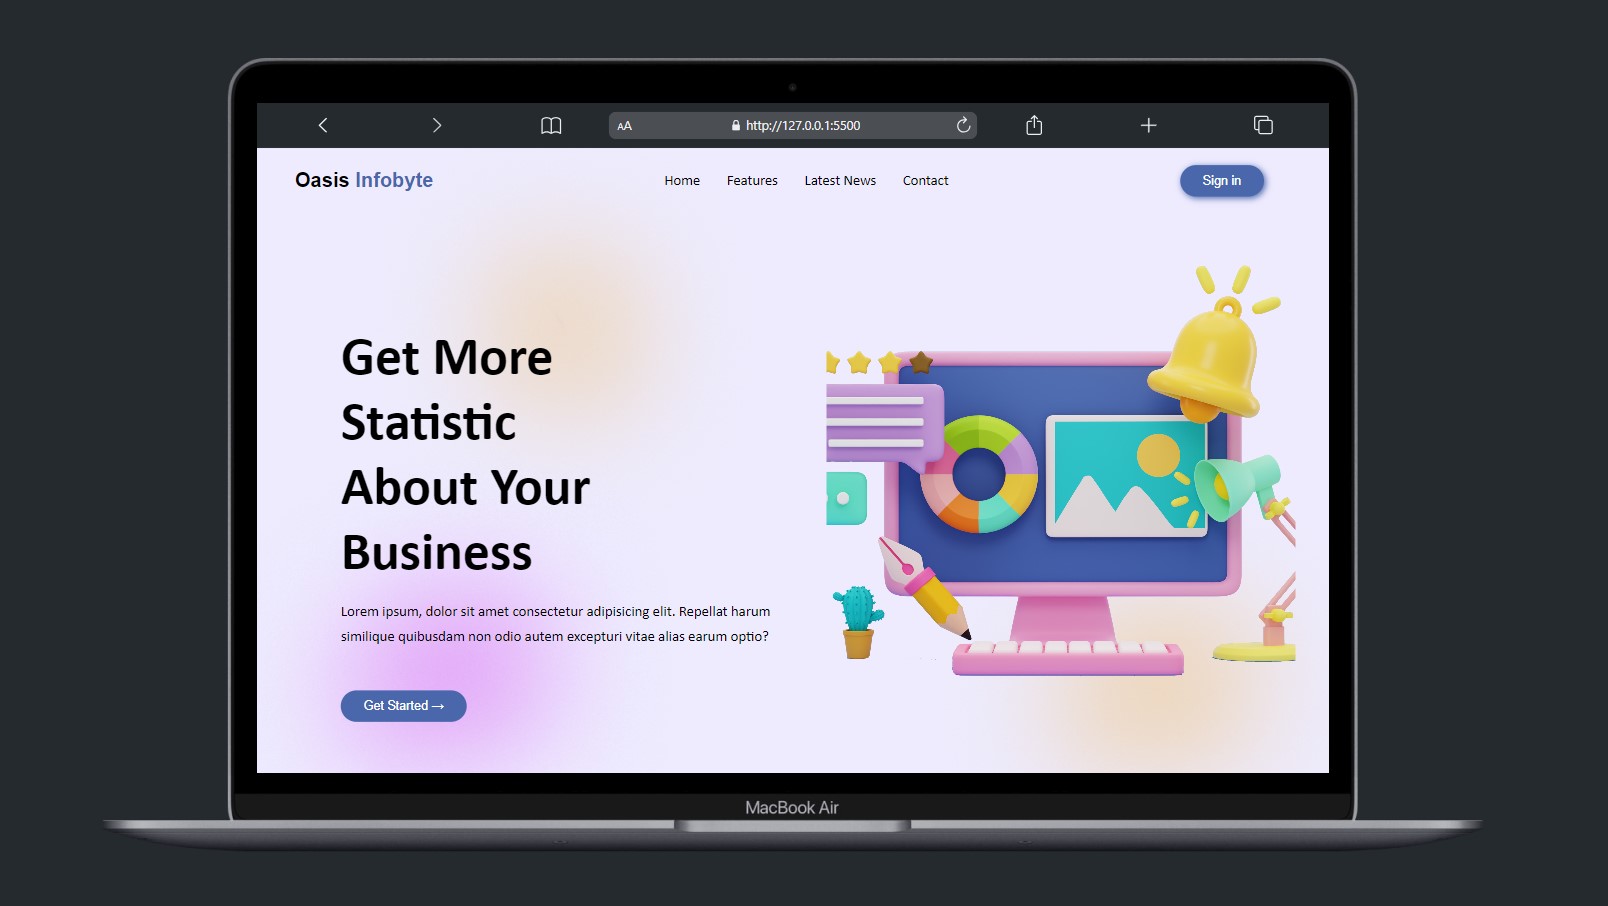 AA http://127.0.0.1:5500
Oasis Infobyte Home Features Latest News Contact Sign in
Get More
Statistic
About Your
Business
Lorem ipsum, dolor sit amet consectetur adipisicing elit. Repellat harum
similique quibusdam non odio autem excepturi vitae alias earum optio?
Get Started →
MacBook Air